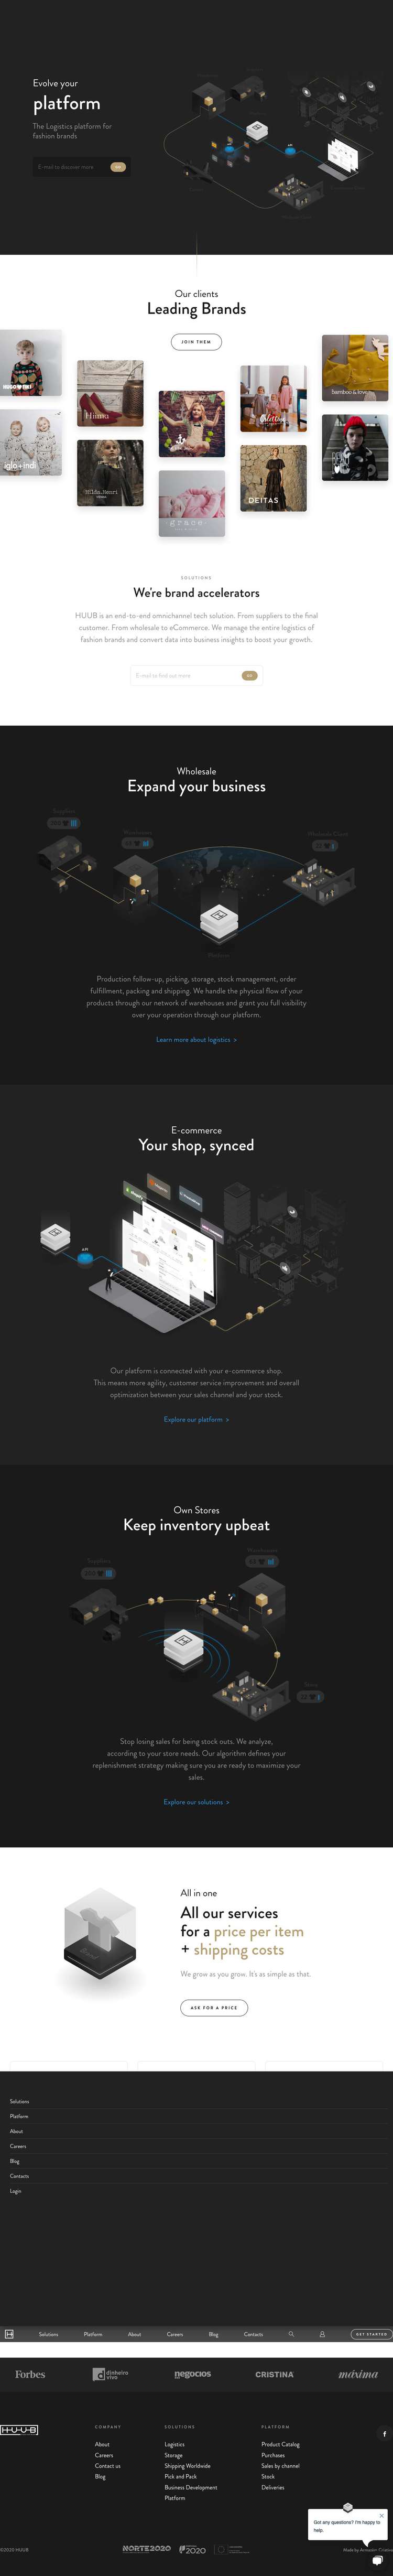 Evolve your
platform
The Logistics platform for
fashion brands
E-mail to discover more
GO
Our clients
Leading Brands
JOIN THEM
Hilda.Henri
iglo+indi
grace
DEITAS
SOLUTIONS
We're brand accelerators
HUUB is an end-to-end omnichannel tech solution. From suppliers to the final
customer. From wholesale to eCommerce. We manage the entire logistics of
fashion brands and convert data into business insights to boost your growth.
E-mail to find out more
GO
Wholesale
Expand your business
Production follow-up, picking, storage, stock management, order
fulfillment, packing and shipping. We handle the physical flow of your
products through our network of warehouses and grant you full visibility
over your operation through our platform.
Learn more about logistics >
E-commerce
Your shop, synced
API
Our platform is connected with your e-commerce shop.
This means more agility, customer service improvement and overall
optimization between your sales channel and your stock.
Explore our platform >
Own Stores
Keep inventory upbeat
Stop losing sales for being stock outs. We analyze,
according to your store needs. Our algorithm defines your
replenishment strategy making sure you are ready to maximize your
sales.
Explore our solutions >
All in one
All our services
for a price per item
+ shipping costs
We grow as you grow. It's as simple as that.
ASK FOR A PRICE
Solutions
Platform
About
Careers
Blog
Contacts
Login
Solutions Platform About Careers Blog Contacts GET STARTED
Forbes dinheiro vivo negocios CRISTINA máxima
HUUB
COMPANY
About
Careers
Contact us
Blog
SOLUTIONS
Logistics
Storage
Shipping Worldwide
Pick and Pack
Business Development
Platform
PLATFORM
Product Catalog
Purchases
Sales by channel
Stock
Deliveries
Got any questions? I'm happy to
help.
©2020 HUUB
NORTE2020
2020